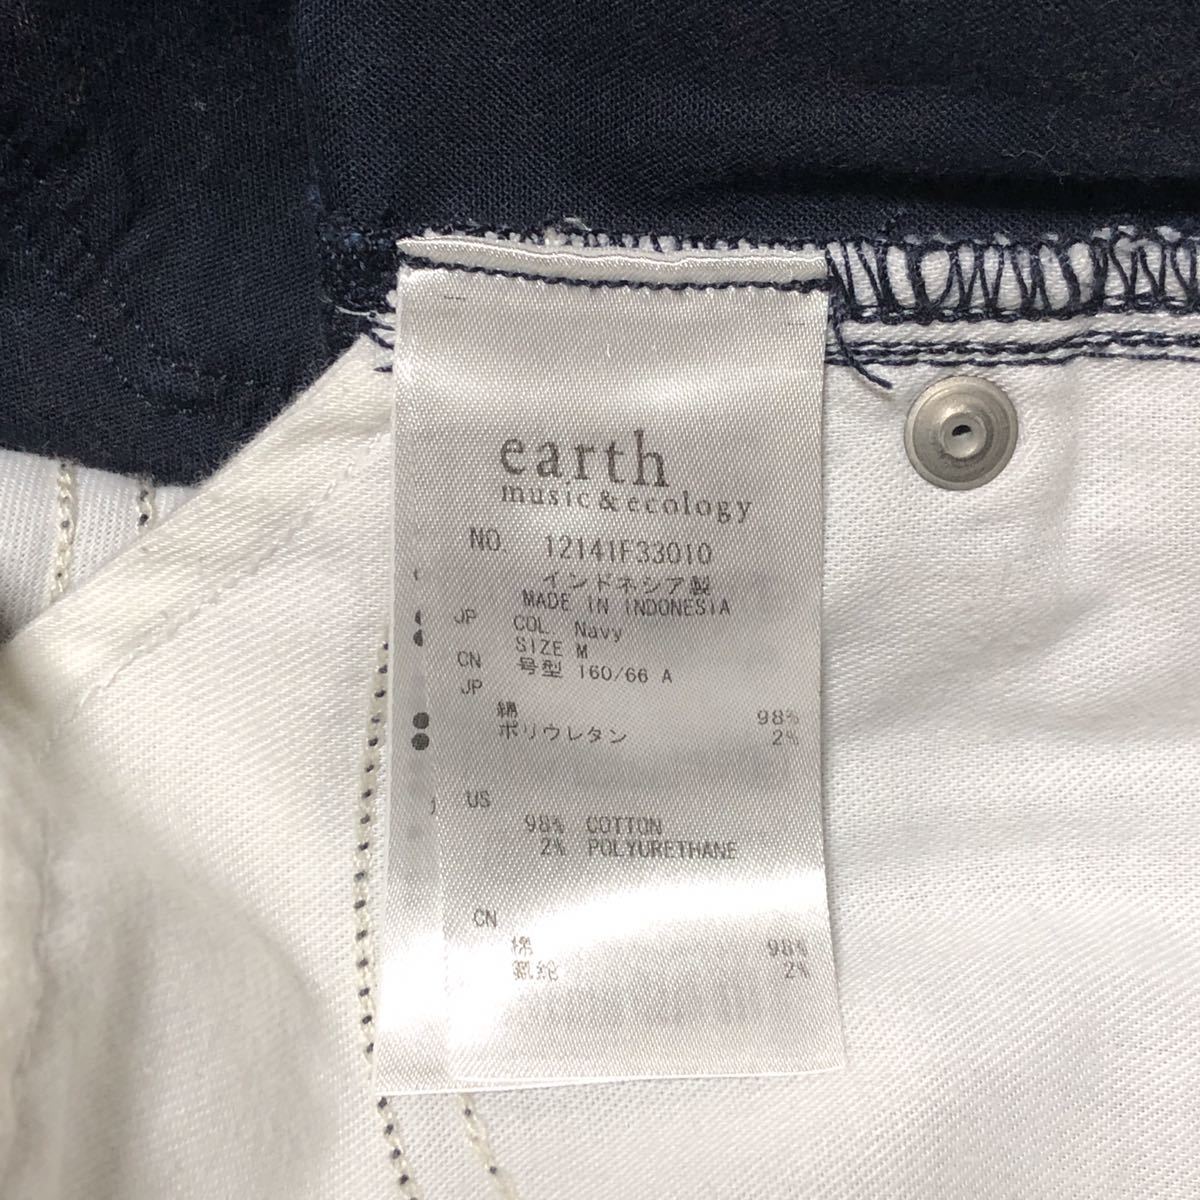 earth
music & ecology
NO. 12141F33010
インドネシア製
MADE IN INDONESIA
JP COL. Navy
SIZE M
CN 号型 160/66 A
JP
綿 98%
ポリウレタン 2%
US
98% COTTON
2% POLYURETHANE
CN
棉 98%
氨纶 2%